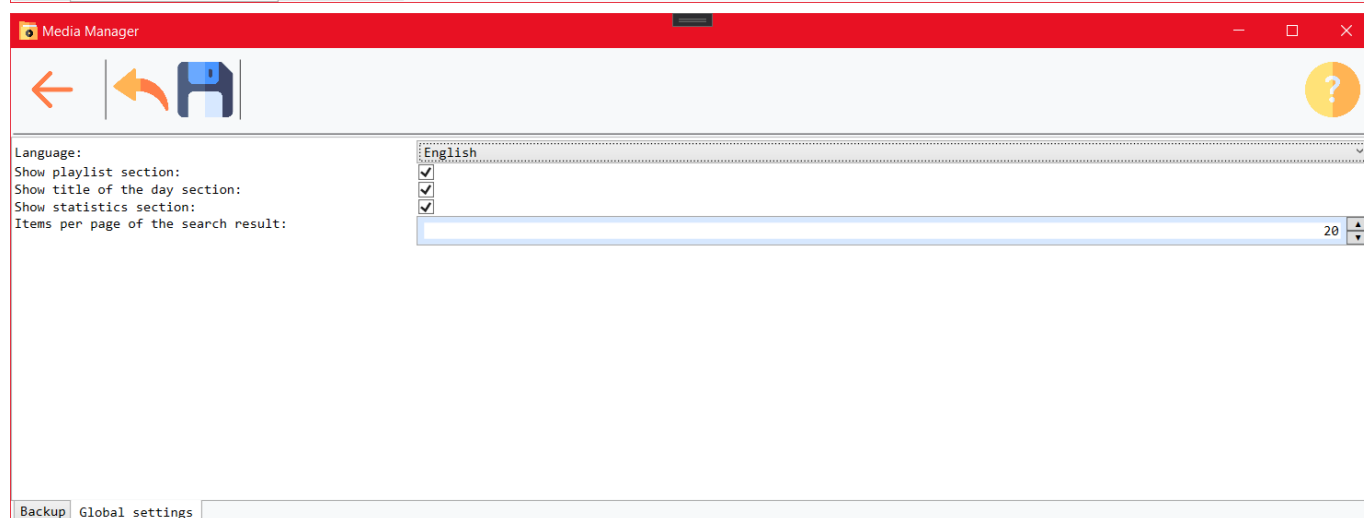 Media Manager
?
Language: English
Show playlist section:
Show title of the day section:
Show statistics section:
Items per page of the search result: 20
Backup Global settings